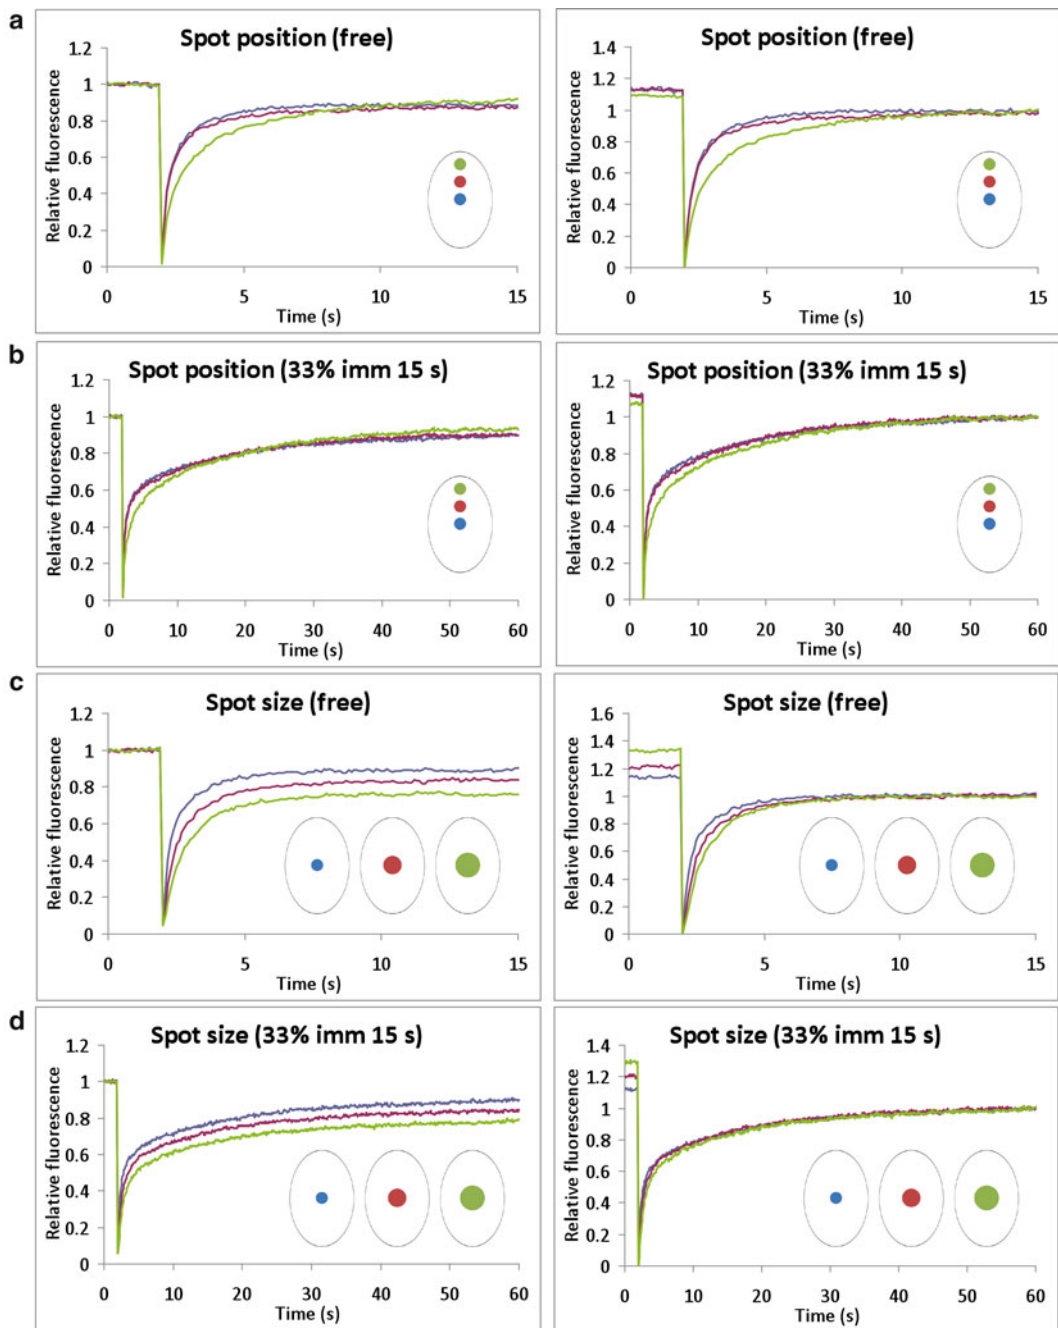 a
Spot position (free)
Relative fluorescence
1.2
1
0.8
0.6
0.4
0.2
0
0 5 10 15
Time (s)
Spot position (free)
Relative fluorescence
1.4
1.2
1
0.8
0.6
0.4
0.2
0
0 5 10 15
Time (s)
b
Spot position (33% imm 15 s)
Relative fluorescence
1.2
1
0.8
0.6
0.4
0.2
0
0 10 20 30 40 50 60
Time (s)
Spot position (33% imm 15 s)
Relative fluorescence
1.2
1
0.8
0.6
0.4
0.2
0
0 10 20 30 40 50 60
Time (s)
c
Spot size (free)
Relative fluorescence
1.2
1
0.8
0.6
0.4
0.2
0
0 5 10 15
Time (s)
Spot size (free)
Relative fluorescence
1.6
1.4
1.2
1
0.8
0.6
0.4
0.2
0
0 5 10 15
Time (s)
d
Spot size (33% imm 15 s)
Relative fluorescence
1.2
1
0.8
0.6
0.4
0.2
0
0 10 20 30 40 50 60
Time (s)
Spot size (33% imm 15 s)
Relative fluorescence
1.4
1.2
1
0.8
0.6
0.4
0.2
0
0 10 20 30 40 50 60
Time (s)